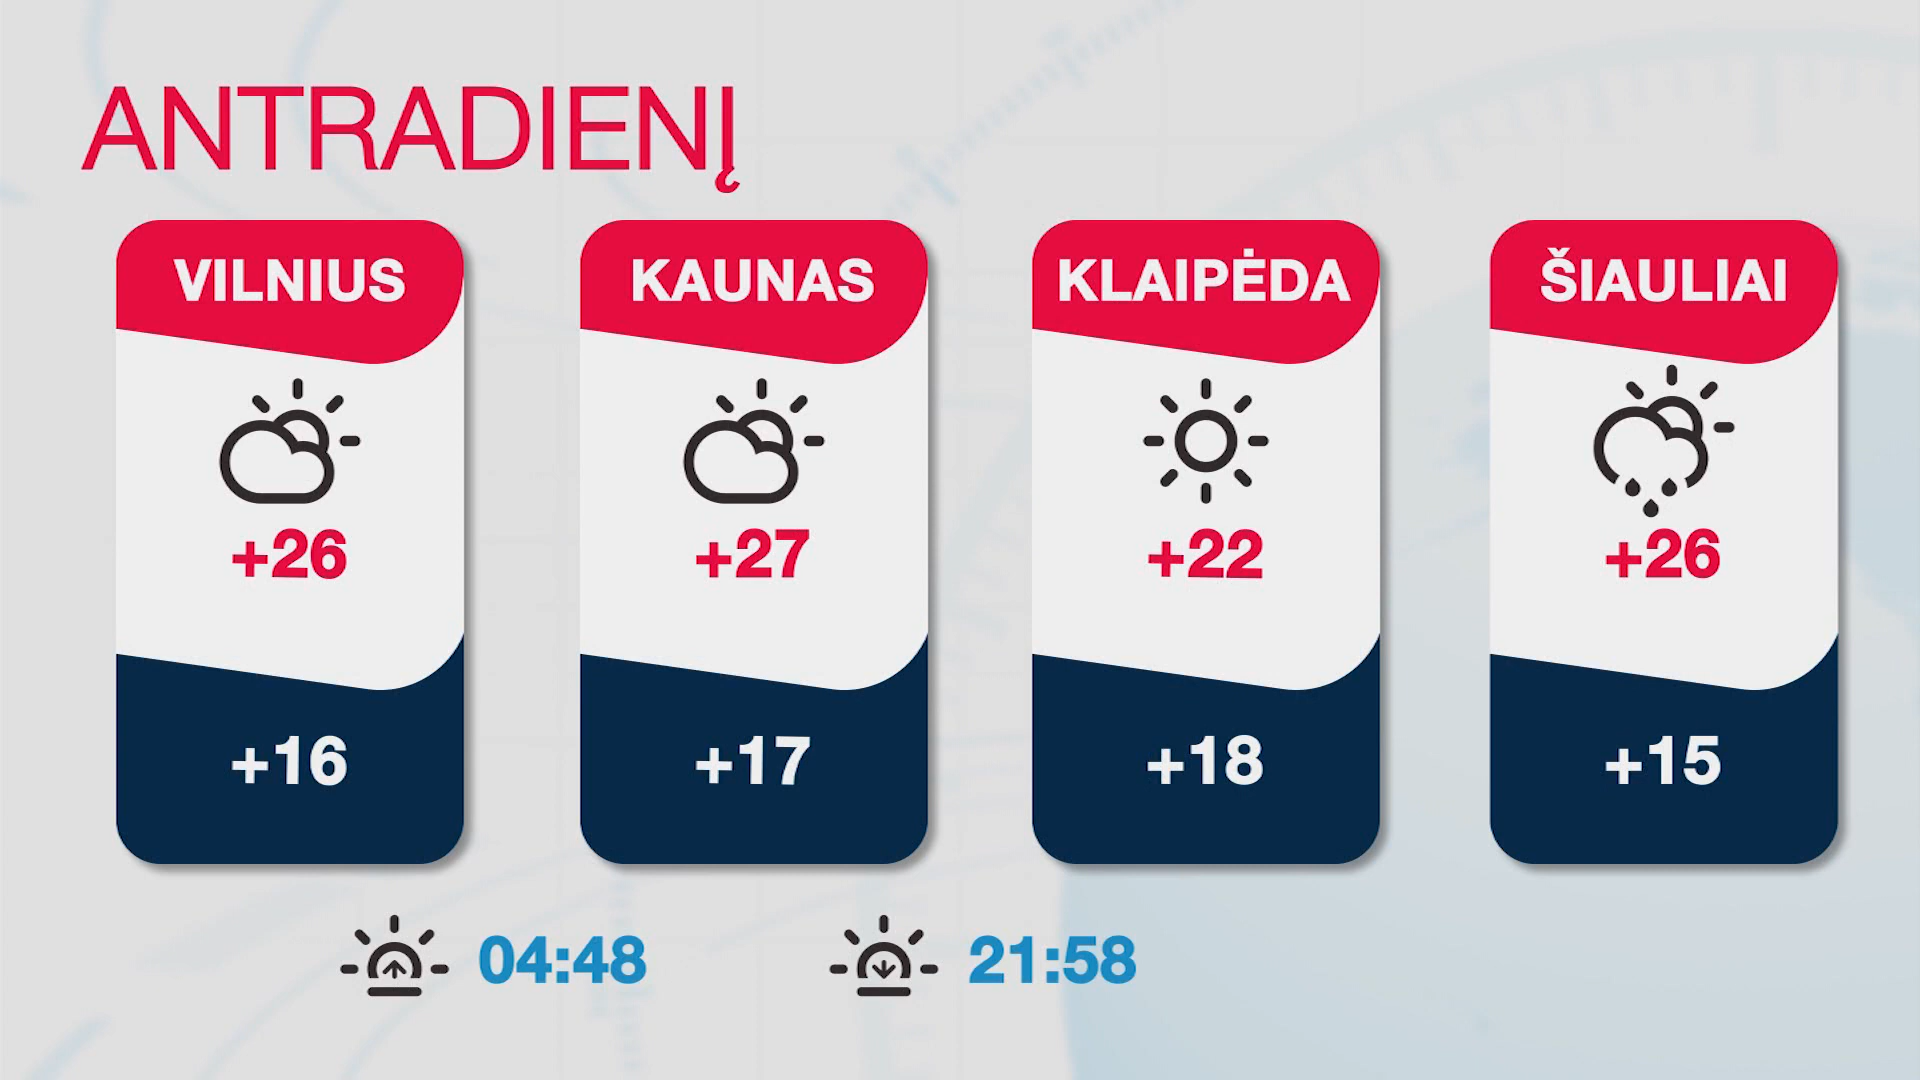 ANTRADIENĮ
VILNIUS
KAUNAS
KLAIPĖDA
ŠIAULIAI
+26
+27
+22
+26
+16
+17
+18
+15
04:48
21:58